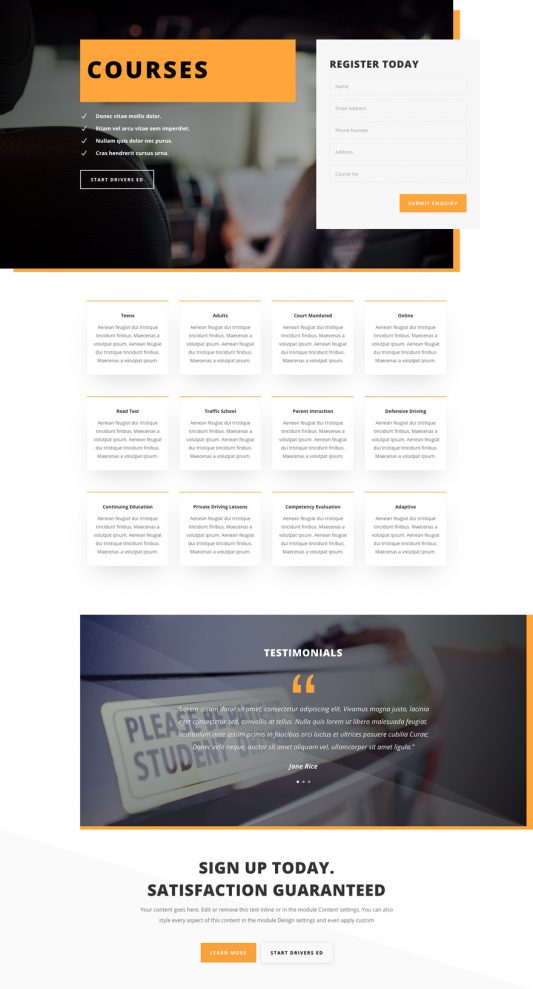 COURSES
Donec vitae mollis dolor.
Etiam vel arcu vitae sem imperdiet.
Nullam quis dolor nec purus.
Cras hendrerit cursus urna.
START DRIVERS ED
REGISTER TODAY
Name
Email Address
Phone Number
Address
Course No
SUBMIT ENQUIRY
Teens
Aenean feugiat dui tristique
tincidunt finibus. Maecenas a
volutpat ipsum. Aenean feugiat
dui tristique tincidunt finibus.
Maecenas a volutpat ipsum.
Adults
Aenean feugiat dui tristique
tincidunt finibus. Maecenas a
volutpat ipsum. Aenean feugiat
dui tristique tincidunt finibus.
Maecenas a volutpat ipsum.
Court Mandated
Aenean feugiat dui tristique
tincidunt finibus. Maecenas a
volutpat ipsum. Aenean feugiat
dui tristique tincidunt finibus.
Maecenas a volutpat ipsum.
Online
Aenean feugiat dui tristique
tincidunt finibus. Maecenas a
volutpat ipsum. Aenean feugiat
dui tristique tincidunt finibus.
Maecenas a volutpat ipsum.
Road Test
Aenean feugiat dui tristique
tincidunt finibus. Maecenas a
volutpat ipsum. Aenean feugiat
dui tristique tincidunt finibus.
Maecenas a volutpat ipsum.
Traffic School
Aenean feugiat dui tristique
tincidunt finibus. Maecenas a
volutpat ipsum. Aenean feugiat
dui tristique tincidunt finibus.
Maecenas a volutpat ipsum.
Parent Intruction
Aenean feugiat dui tristique
tincidunt finibus. Maecenas a
volutpat ipsum. Aenean feugiat
dui tristique tincidunt finibus.
Maecenas a volutpat ipsum.
Defensive Driving
Aenean feugiat dui tristique
tincidunt finibus. Maecenas a
volutpat ipsum. Aenean feugiat
dui tristique tincidunt finibus.
Maecenas a volutpat ipsum.
Continuing Education
Aenean feugiat dui tristique
tincidunt finibus. Maecenas a
volutpat ipsum. Aenean feugiat
dui tristique tincidunt finibus.
Maecenas a volutpat ipsum.
Private Driving Lessons
Aenean feugiat dui tristique
tincidunt finibus. Maecenas a
volutpat ipsum. Aenean feugiat
dui tristique tincidunt finibus.
Maecenas a volutpat ipsum.
Competency Evaluation
Aenean feugiat dui tristique
tincidunt finibus. Maecenas a
volutpat ipsum. Aenean feugiat
dui tristique tincidunt finibus.
Maecenas a volutpat ipsum.
Adaptive
Aenean feugiat dui tristique
tincidunt finibus. Maecenas a
volutpat ipsum. Aenean feugiat
dui tristique tincidunt finibus.
Maecenas a volutpat ipsum.
TESTIMONIALS
“Lorem ipsum dolor sit amet, consectetur adipiscing elit. Vivamus magna justo, lacinia
eget consectetur sed, convallis at tellus. Nulla quis lorem ut libero malesuada feugiat.
Vestibulum ante ipsum primis in faucibus orci luctus et ultrices posuere cubilia Curae;
Donec velit neque, auctor sit amet aliquam vel, ullamcorper sit amet ligula.”
Jane Rice
PLEASE
STUDENT
SIGN UP TODAY.
SATISFACTION GUARANTEED
Your content goes here. Edit or remove this text inline or in the module Content settings. You can also
style every aspect of this content in the module Design settings and even apply custom
LEARN MORE
START DRIVERS ED